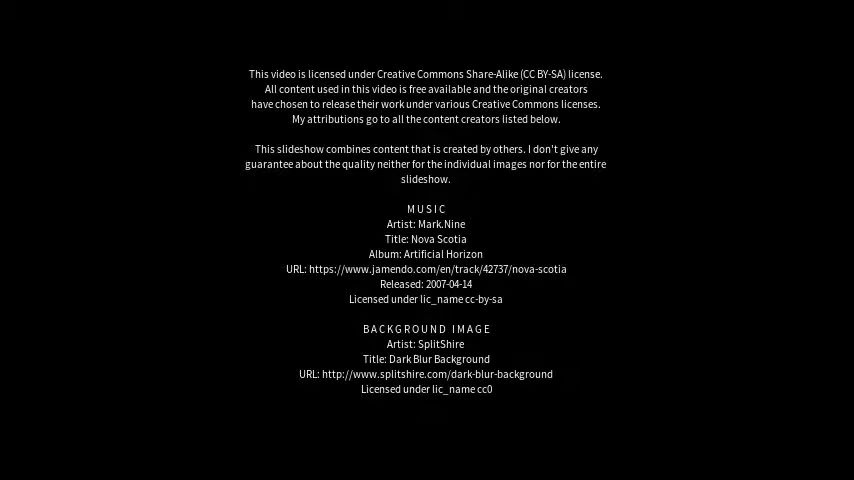 This video is licensed under Creative Commons Share-Alike (CC BY-SA) license.
All content used in this video is free available and the original creators
have chosen to release their work under various Creative Commons licenses.
My attributions go to all the content creators listed below.
This slideshow combines content that is created by others. I don't give any
guarantee about the quality neither for the individual images nor for the entire
slideshow.
MUSIC
Artist: Mark.Nine
Title: Nova Scotia
Album: Artificial Horizon
URL: https://www.jamendo.com/en/track/42737/nova-scotia
Released: 2007-04-14
Licensed under lic_name cc-by-sa
BACKGROUND IMAGE
Artist: SplitShire
Title: Dark Blur Background
URL: http://www.splitshire.com/dark-blur-background
Licensed under lic_name cc0